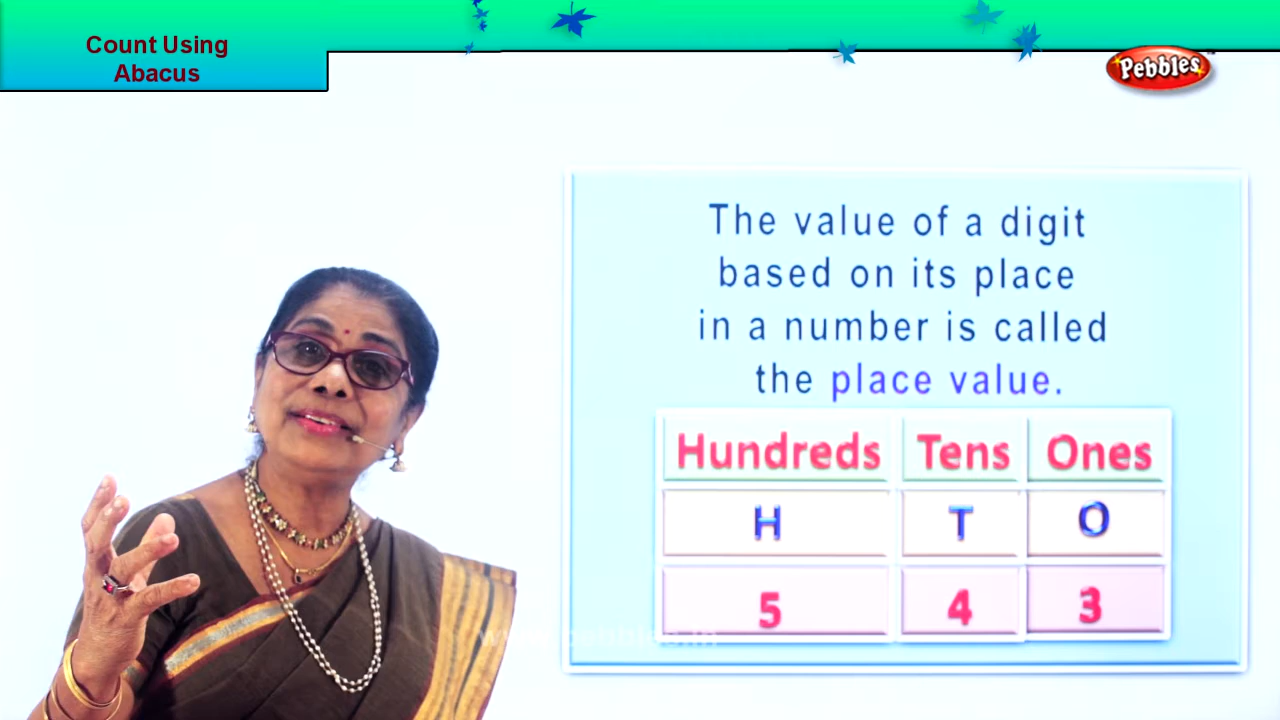 Count Using
Abacus
Pebbles
The value of a digit
based on its place
in a number is called
the place value.
Hundreds Tens Ones
H T O
5 4 3